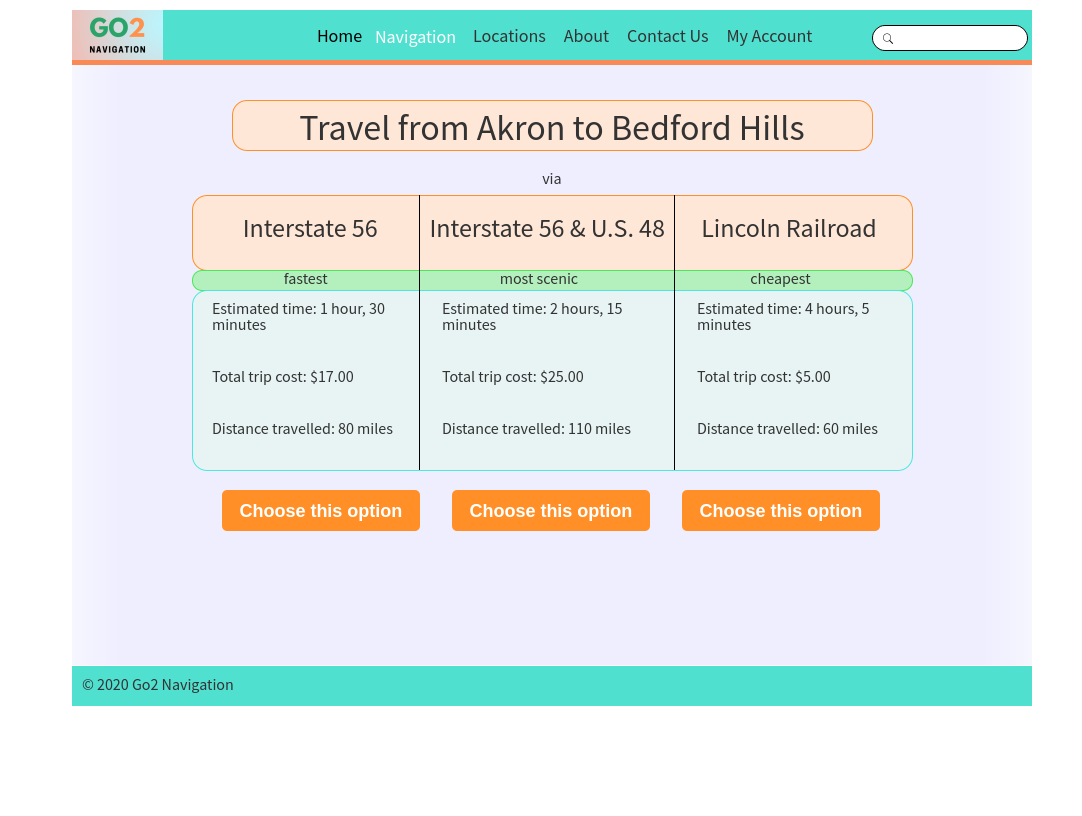 GO2
NAVIGATION
Home Navigation Locations About Contact Us My Account
Travel from Akron to Bedford Hills
via
Interstate 56
Interstate 56 & U.S. 48
Lincoln Railroad
fastest
most scenic
cheapest
Estimated time: 1 hour, 30
minutes
Total trip cost: $17.00
Distance travelled: 80 miles
Estimated time: 2 hours, 15
minutes
Total trip cost: $25.00
Distance travelled: 110 miles
Estimated time: 4 hours, 5
minutes
Total trip cost: $5.00
Distance travelled: 60 miles
Choose this option
Choose this option
Choose this option
© 2020 Go2 Navigation